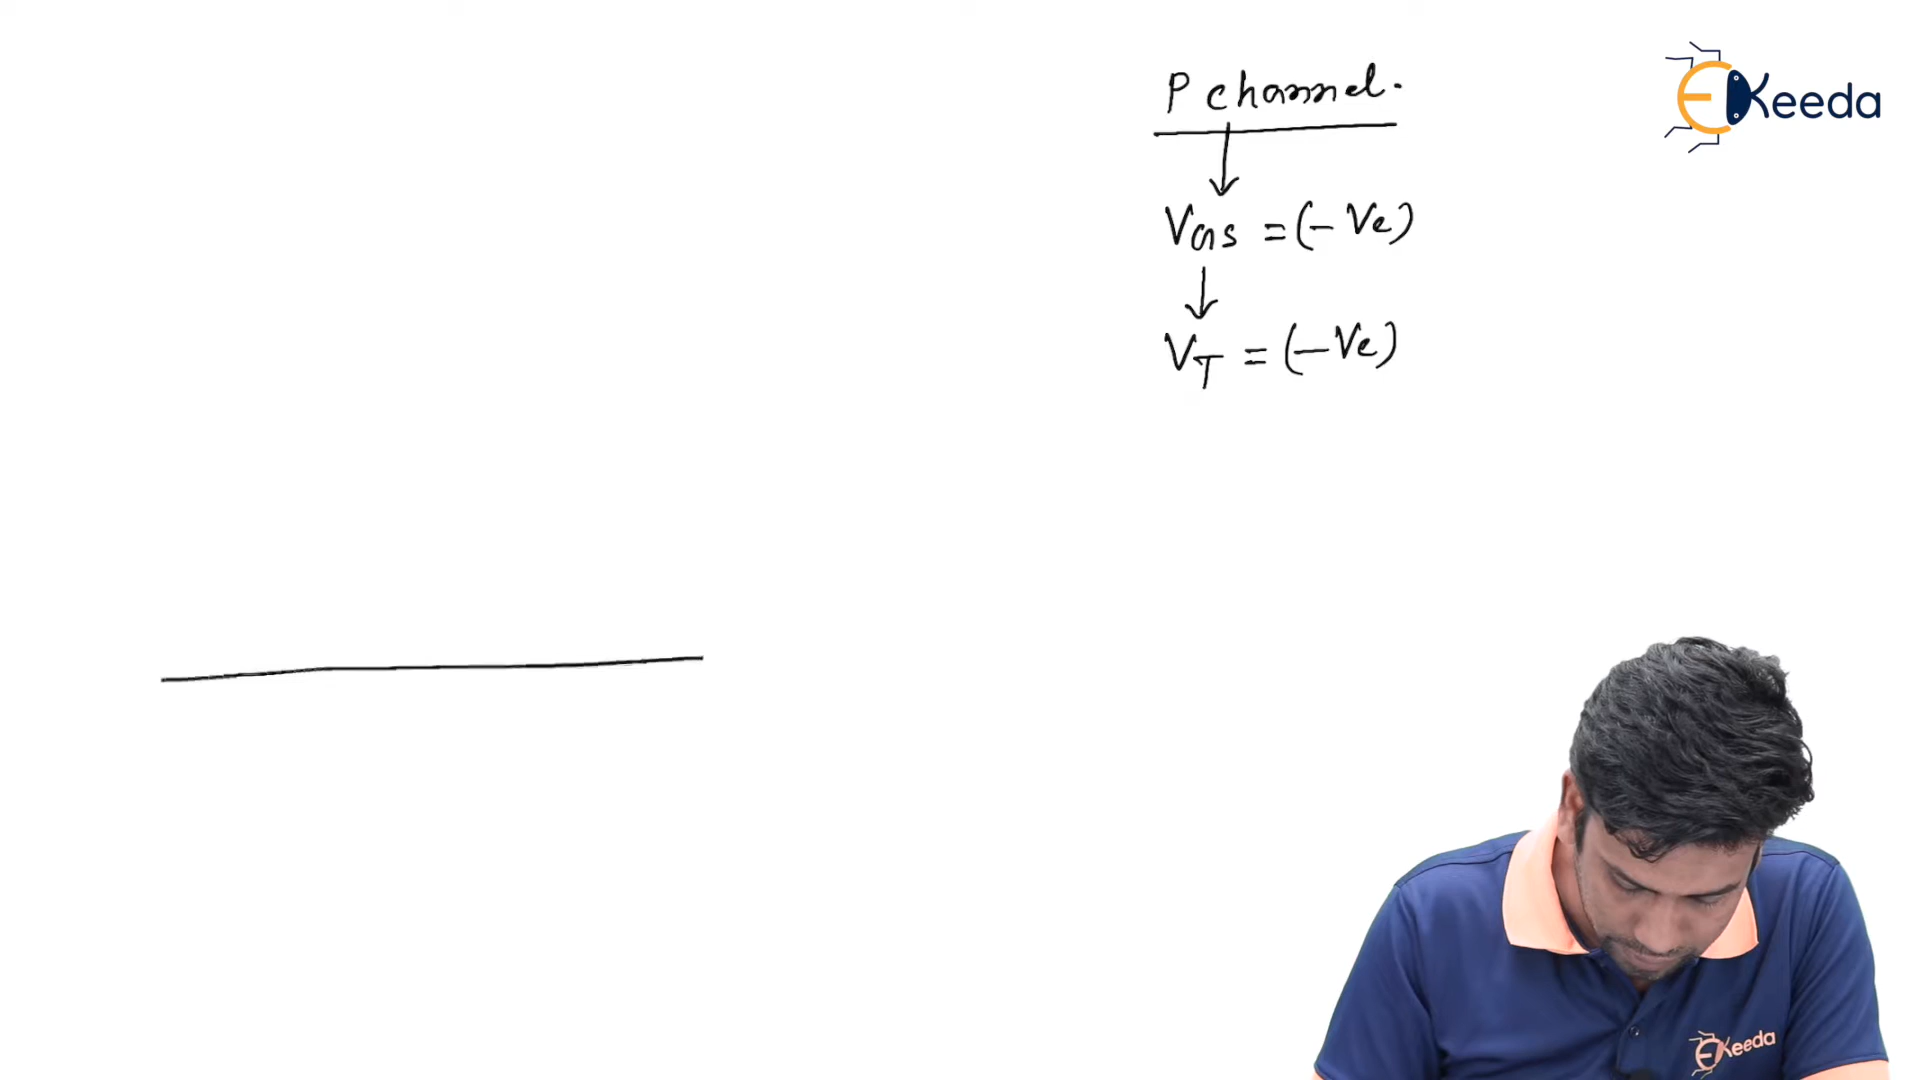 P channel.
EKeeda
VGS = (-Ve)
VT = (-Ve)
EKeeda